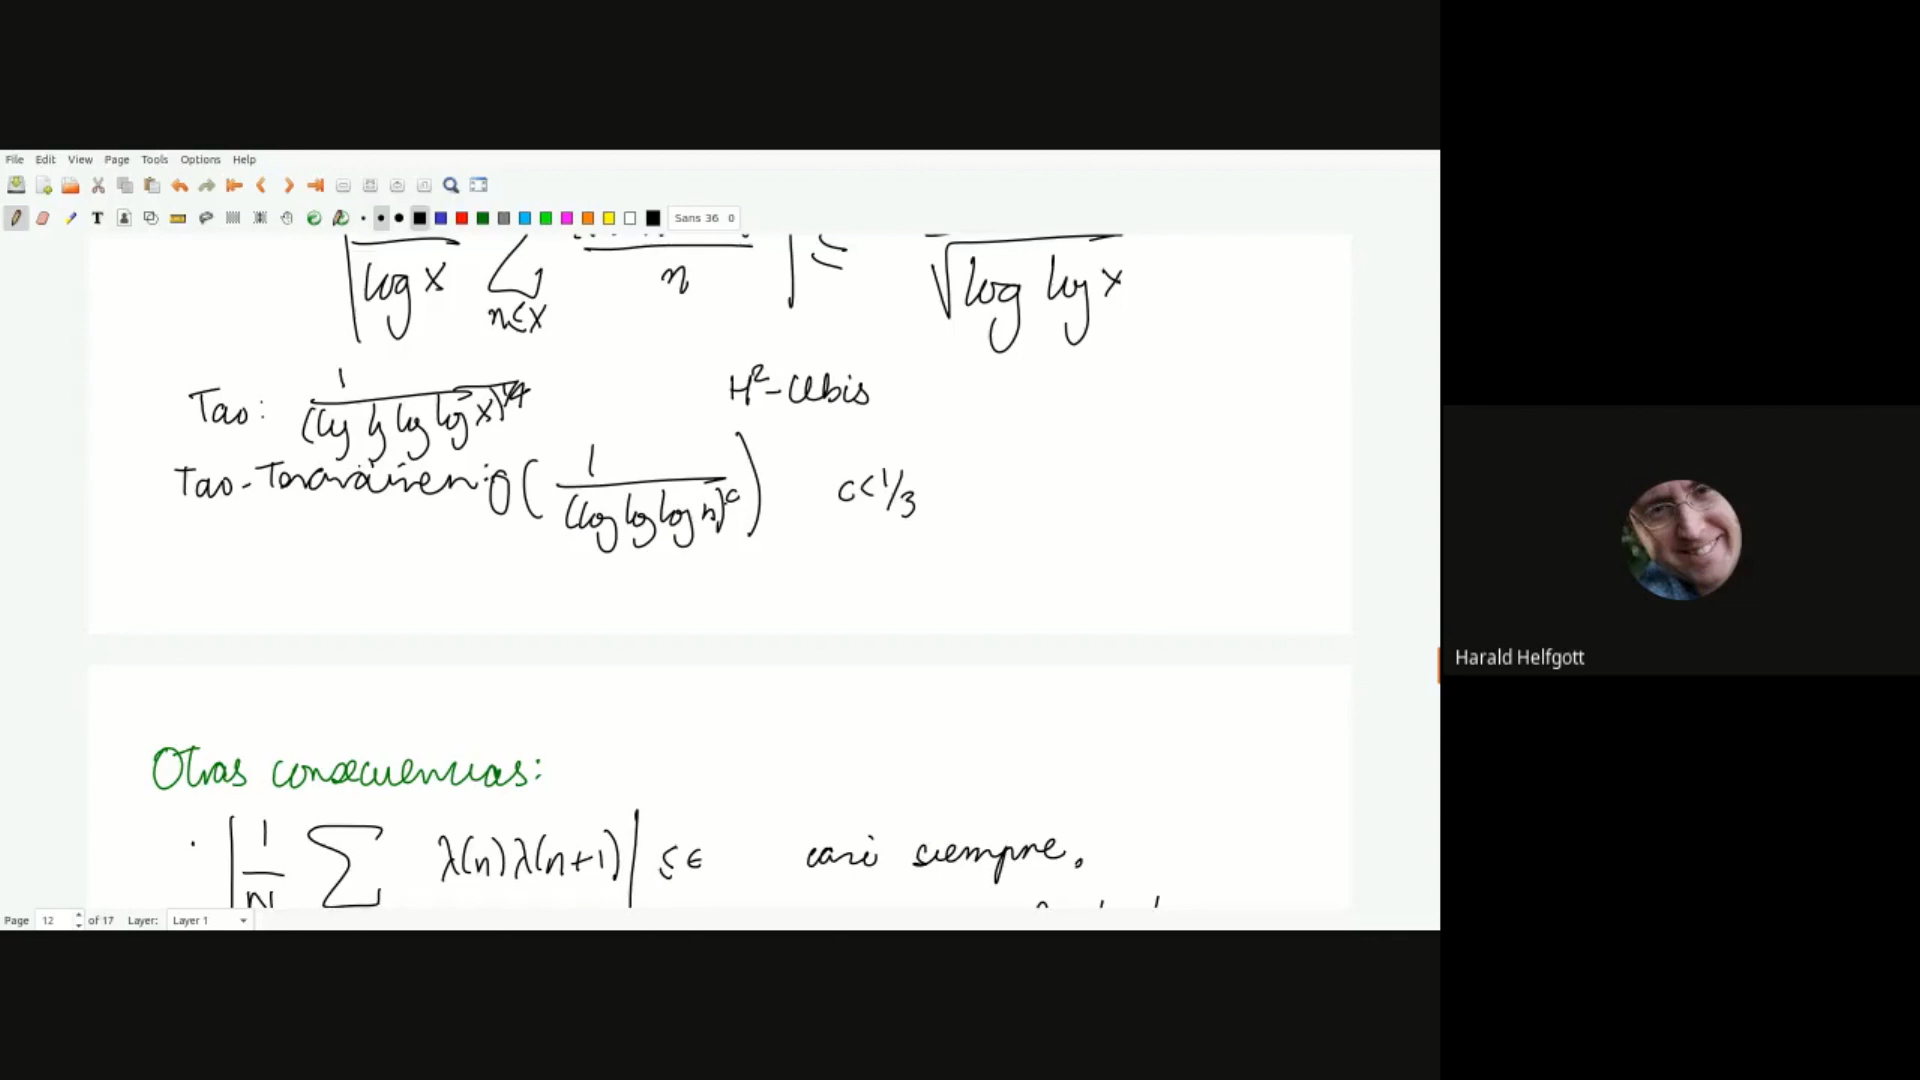 File Edit View Page Tools Options Help
T Sans 36 0
log x ∑ n | ≤ √log log x
n≤x
Tao: 1/(log log log log x)^1/4 H²-Ubis
Tao-Teräväinen: O(1/(log log log n)^c) c<1/3
Otras consecuencias:
· |1/N ∑ λ(n)λ(n+1)| ≤ ε casi siempre.
Page 12 of 17 Layer: Layer 1
Harald Helfgott